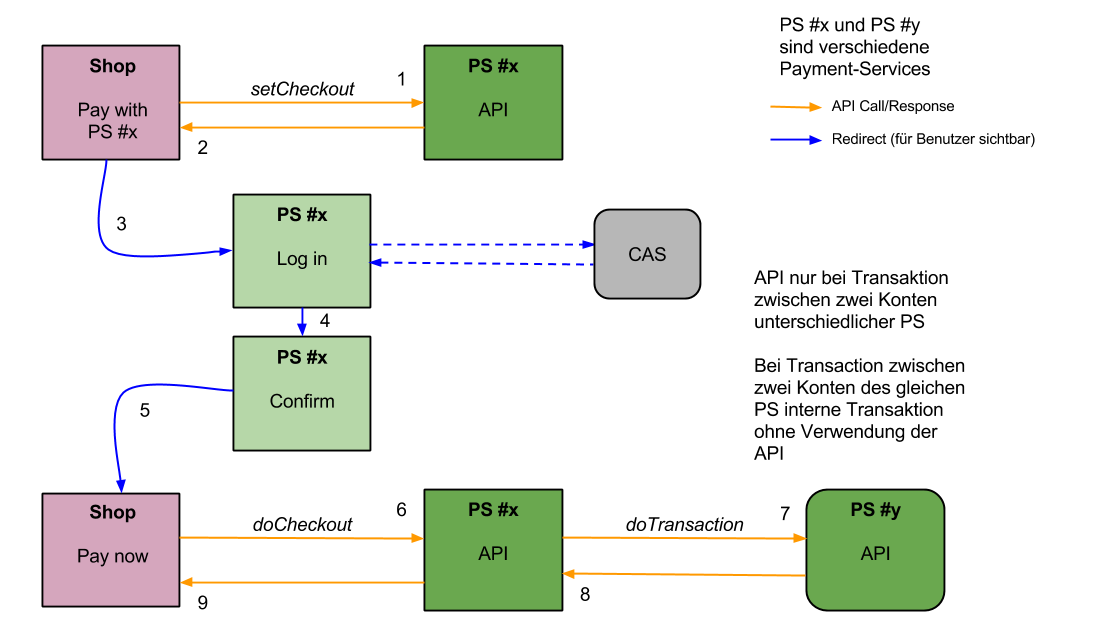 PS #x und PS #y
sind verschiedene
Payment-Services
API Call/Response
Redirect (für Benutzer sichtbar)
Shop
Pay with
PS #x
setCheckout
1
2
PS #x
API
3
PS #x
Log in
CAS
4
API nur bei Transaktion
zwischen zwei Konten
unterschiedlicher PS
PS #x
Confirm
5
Bei Transaction zwischen
zwei Konten des gleichen
PS interne Transaktion
ohne Verwendung der
API
Shop
Pay now
doCheckout
6
9
PS #x
API
doTransaction
7
8
PS #y
API